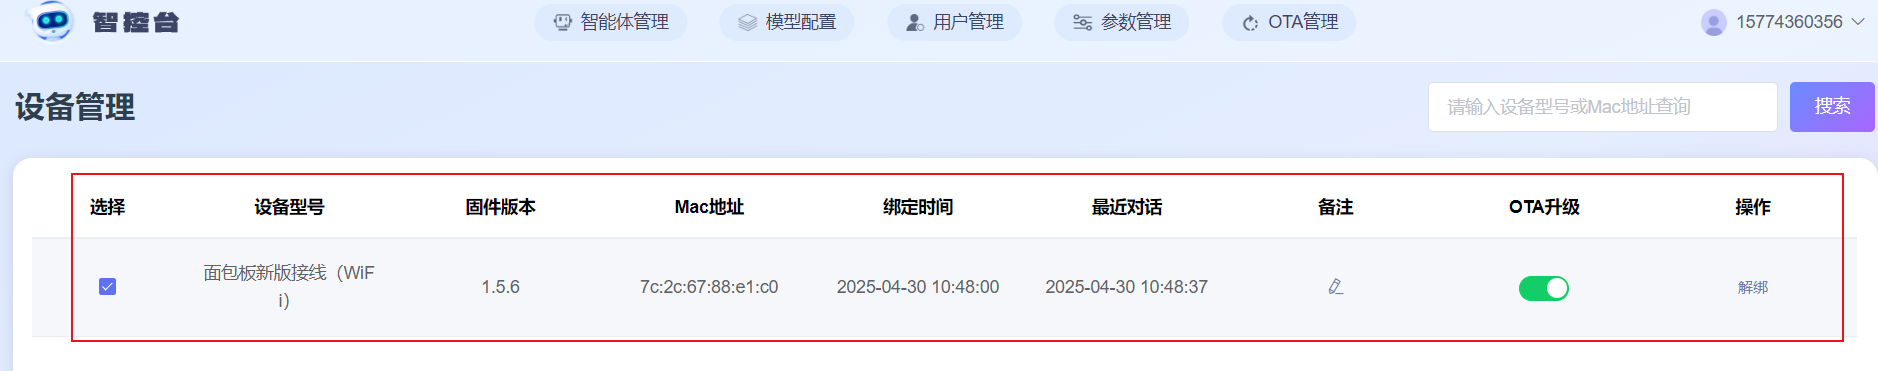 智控台
智能体管理
模型配置
用户管理
参数管理
OTA管理
15774360356
设备管理
请输入设备型号或Mac地址查询
搜索
选择 设备型号 固件版本 Mac地址 绑定时间 最近对话 备注 OTA升级 操作
面包板新版接线（WiF
i） 1.5.6 7c:2c:67:88:e1:c0 2025-04-30 10:48:00 2025-04-30 10:48:37 解绑